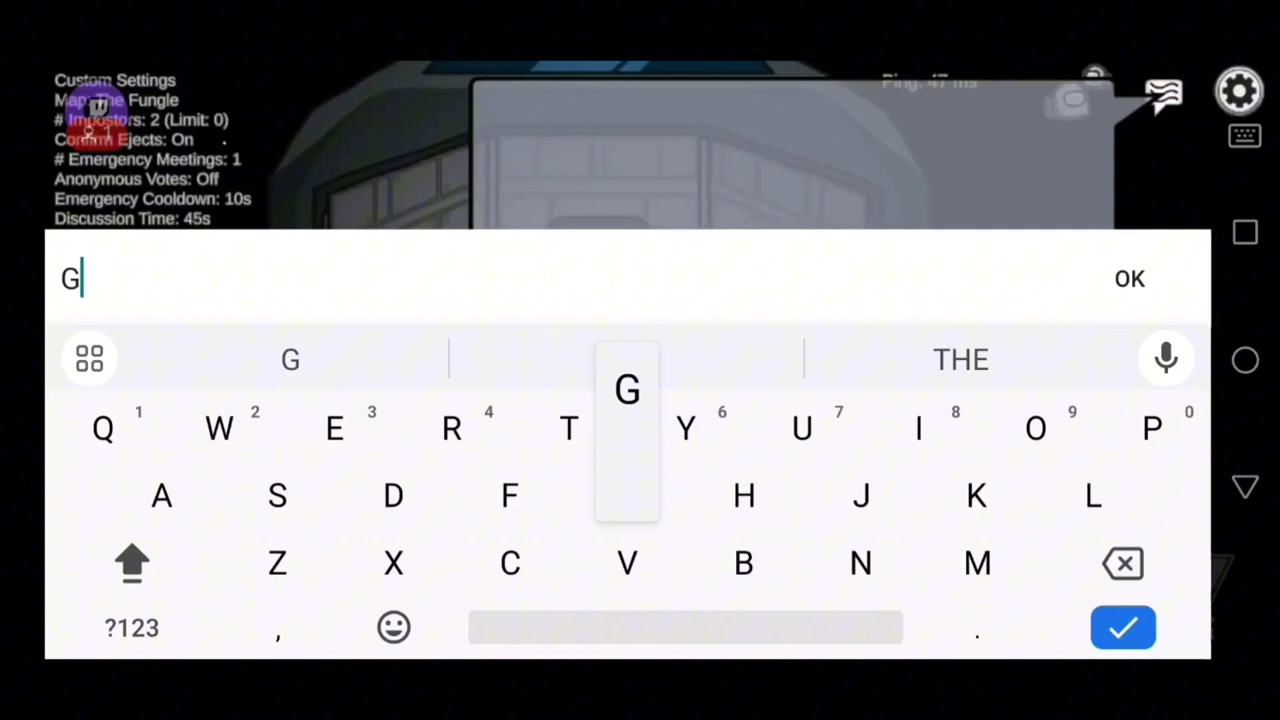 Custom Settings
Map: The Fungle
# Impostors: 2 (Limit: 0)
Confirm Ejects: On
# Emergency Meetings: 1
Anonymous Votes: Off
Emergency Cooldown: 10s
Discussion Time: 45s
Ping: 47 ms
1
G
OK
G
THE
G
Q 1 W 2 E 3 R 4 T Y 6 U 7 I 8 O 9 P 0
A S D F H J K L
Z X C V B N M
?123 , .